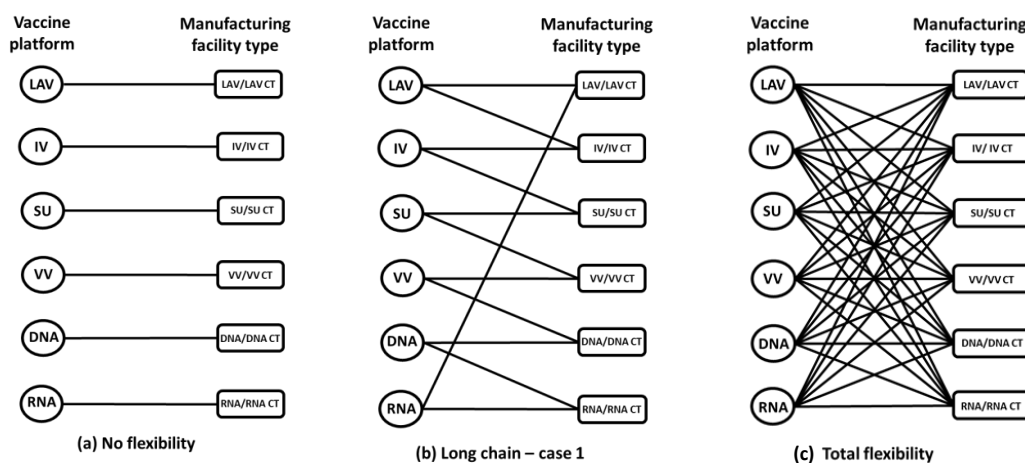 Vaccine
platform
Manufacturing
facility type
LAV
LAV/LAV CT
IV
IV/IV CT
SU
SU/SU CT
VV
VV/VV CT
DNA
DNA/DNA CT
RNA
RNA/RNA CT
(a) No flexibility
Vaccine
platform
Manufacturing
facility type
LAV
LAV/LAV CT
IV
IV/IV CT
SU
SU/SU CT
VV
VV/VV CT
DNA
DNA/DNA CT
RNA
RNA/RNA CT
(b) Long chain – case 1
Vaccine
platform
Manufacturing
facility type
LAV
LAV/LAV CT
IV
IV/ IV CT
SU
SU/SU CT
VV
VV/VV CT
DNA
DNA/DNA CT
RNA
RNA/RNA CT
(c) Total flexibility